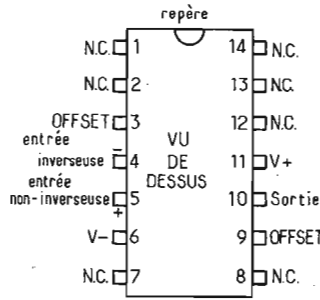 repère
N.C. 1 14 N.C.
N.C. 2 13 N.C.
OFFSET 3 12 N.C.
entrée
inverseuse - 4 VU 11 V+
entrée DE
non-inverseuse + 5 DESSUS 10 Sortie
V- 6 9 OFFSET
N.C. 7 8 N.C.